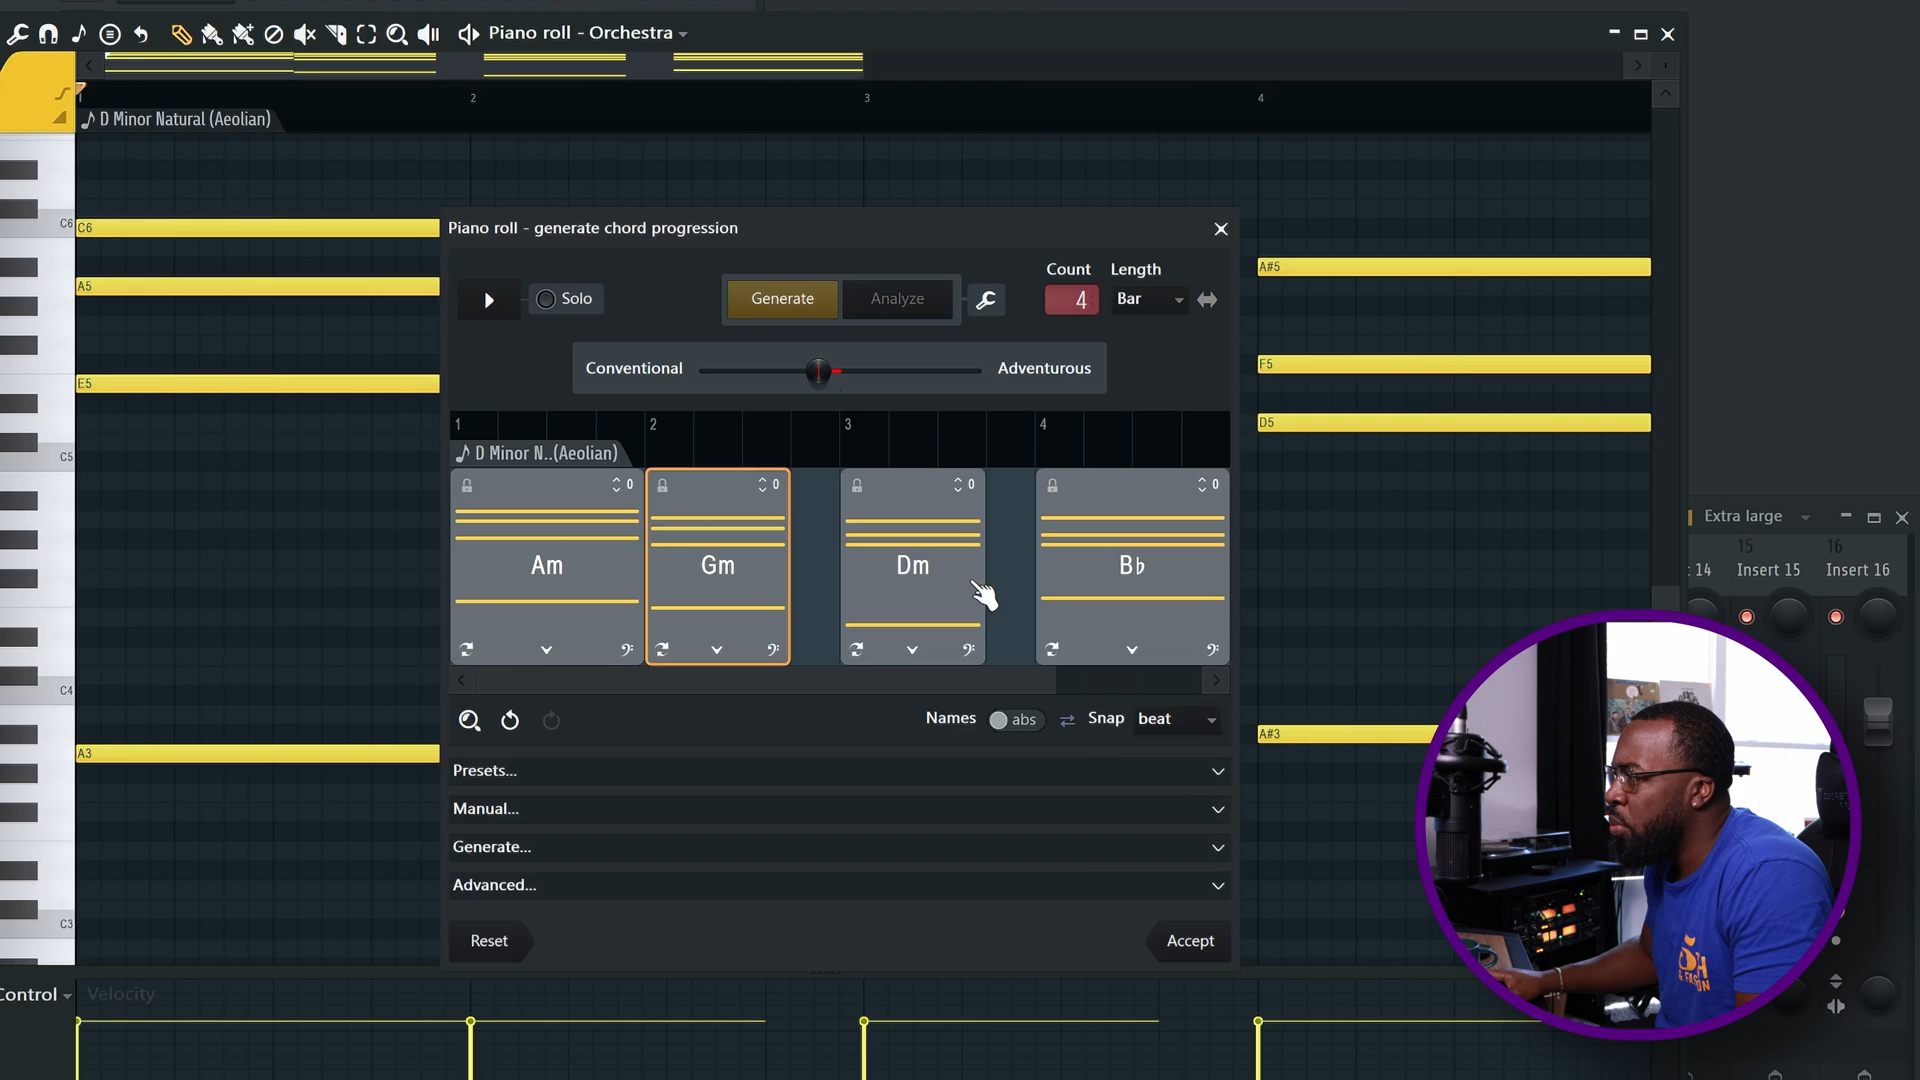 Piano roll - Orchestra
2
3
4
D Minor Natural (Aeolian)
C6
C6
A5
E5
C5
C4
A3
C3
A#5
F5
D5
A#3
Piano roll - generate chord progression
Solo
Generate
Analyze
Count
Length
4
Bar
Conventional
Adventurous
1
2
3
4
D Minor N..(Aeolian)
0
0
0
0
Am
Gm
Dm
B♭
Names
abs
Snap
beat
Presets...
Manual...
Generate...
Advanced...
Reset
Accept
Extra large
15
16
14
Insert 15
Insert 16
Control
Velocity